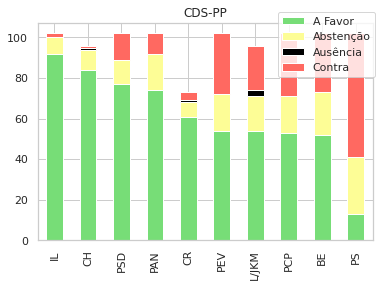 CDS-PP
A Favor
Abstenção
Ausência
Contra
100
80
60
40
20
0
IL
CH
PSD
PAN
CR
PEV
L/JKM
PCP
BE
PS